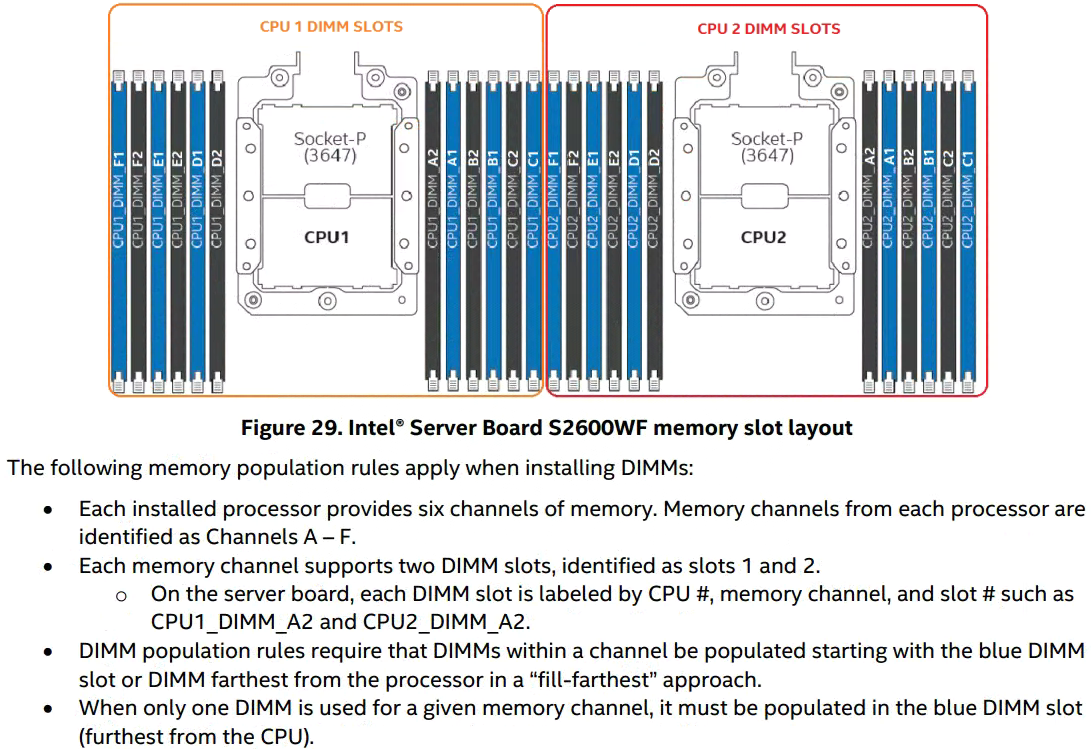 CPU 1 DIMM SLOTS
CPU 2 DIMM SLOTS
CPU1_DIMM_F1
CPU1_DIMM_F2
CPU1_DIMM_E1
CPU1_DIMM_E2
CPU1_DIMM_D1
CPU1_DIMM_D2
Socket-P
(3647)
CPU1
CPU1_DIMM_A2
CPU1_DIMM_A1
CPU1_DIMM_B2
CPU1_DIMM_B1
CPU1_DIMM_C2
CPU1_DIMM_C1
CPU2_DIMM_F1
CPU2_DIMM_F2
CPU2_DIMM_E1
CPU2_DIMM_E2
CPU2_DIMM_D1
CPU2_DIMM_D2
Socket-P
(3647)
CPU2
CPU2_DIMM_A2
CPU2_DIMM_A1
CPU2_DIMM_B2
CPU2_DIMM_B1
CPU2_DIMM_C2
CPU2_DIMM_C1
Figure 29. Intel® Server Board S2600WF memory slot layout
The following memory population rules apply when installing DIMMs:
• Each installed processor provides six channels of memory. Memory channels from each processor are
identified as Channels A – F.
• Each memory channel supports two DIMM slots, identified as slots 1 and 2.
o On the server board, each DIMM slot is labeled by CPU #, memory channel, and slot # such as
CPU1_DIMM_A2 and CPU2_DIMM_A2.
• DIMM population rules require that DIMMs within a channel be populated starting with the blue DIMM
slot or DIMM farthest from the processor in a “fill-farthest” approach.
• When only one DIMM is used for a given memory channel, it must be populated in the blue DIMM slot
(furthest from the CPU).